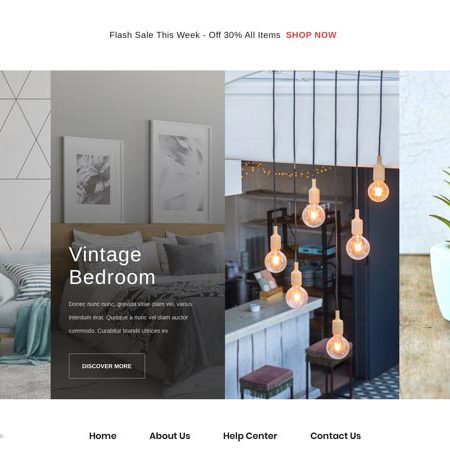 Flash Sale This Week - Off 30% All Items SHOP NOW
Vintage
Bedroom
Donec nunc nunc, gravida vitae diam vel, varius
interdum erat. Quisque a nunc vel diam auctor
commodo. Curabitur blandit ultrices ex
DISCOVER MORE
Home About Us Help Center Contact Us